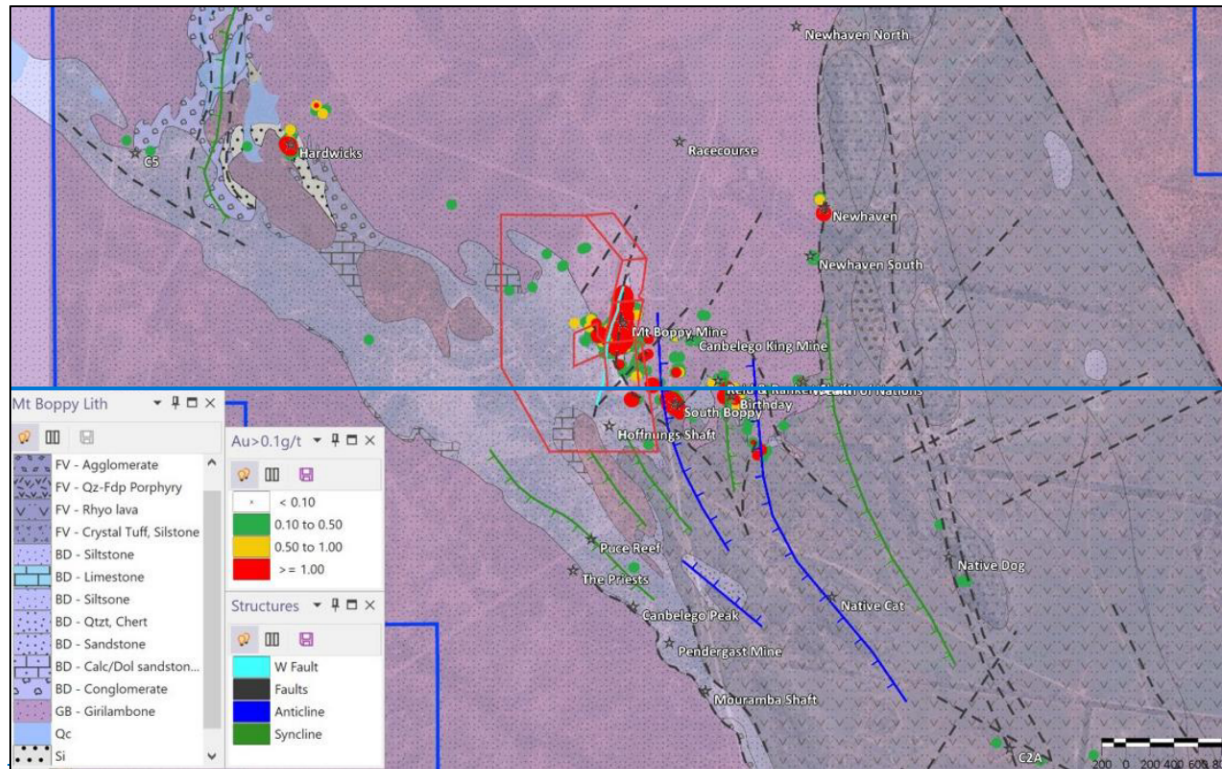 Newhaven North
Racecourse
C5
Hardwicks
Newhaven
Newhaven South
Mt Boppy Mine
Canbelego King Mine
Birthday
South Boppy
Hoffnungs Shaft
Puce Reef
The Priests
Native Dog
Native Cat
Canbelego Peak
Pendergast Mine
Mouramba Shaft
C2A
200 0 200 400 600
Mt Boppy Lith
FV - Agglomerate
FV - Qz-Fdp Porphyry
FV - Rhyo lava
FV - Crystal Tuff, Silstone
BD - Siltstone
BD - Limestone
BD - Siltsone
BD - Qtzt, Chert
BD - Sandstone
BD - Calc/Dol sandston...
BD - Conglomerate
GB - Girilambone
Qc
Si
Au>0.1g/t
< 0.10
0.10 to 0.50
0.50 to 1.00
>= 1.00
Structures
W Fault
Faults
Anticline
Syncline